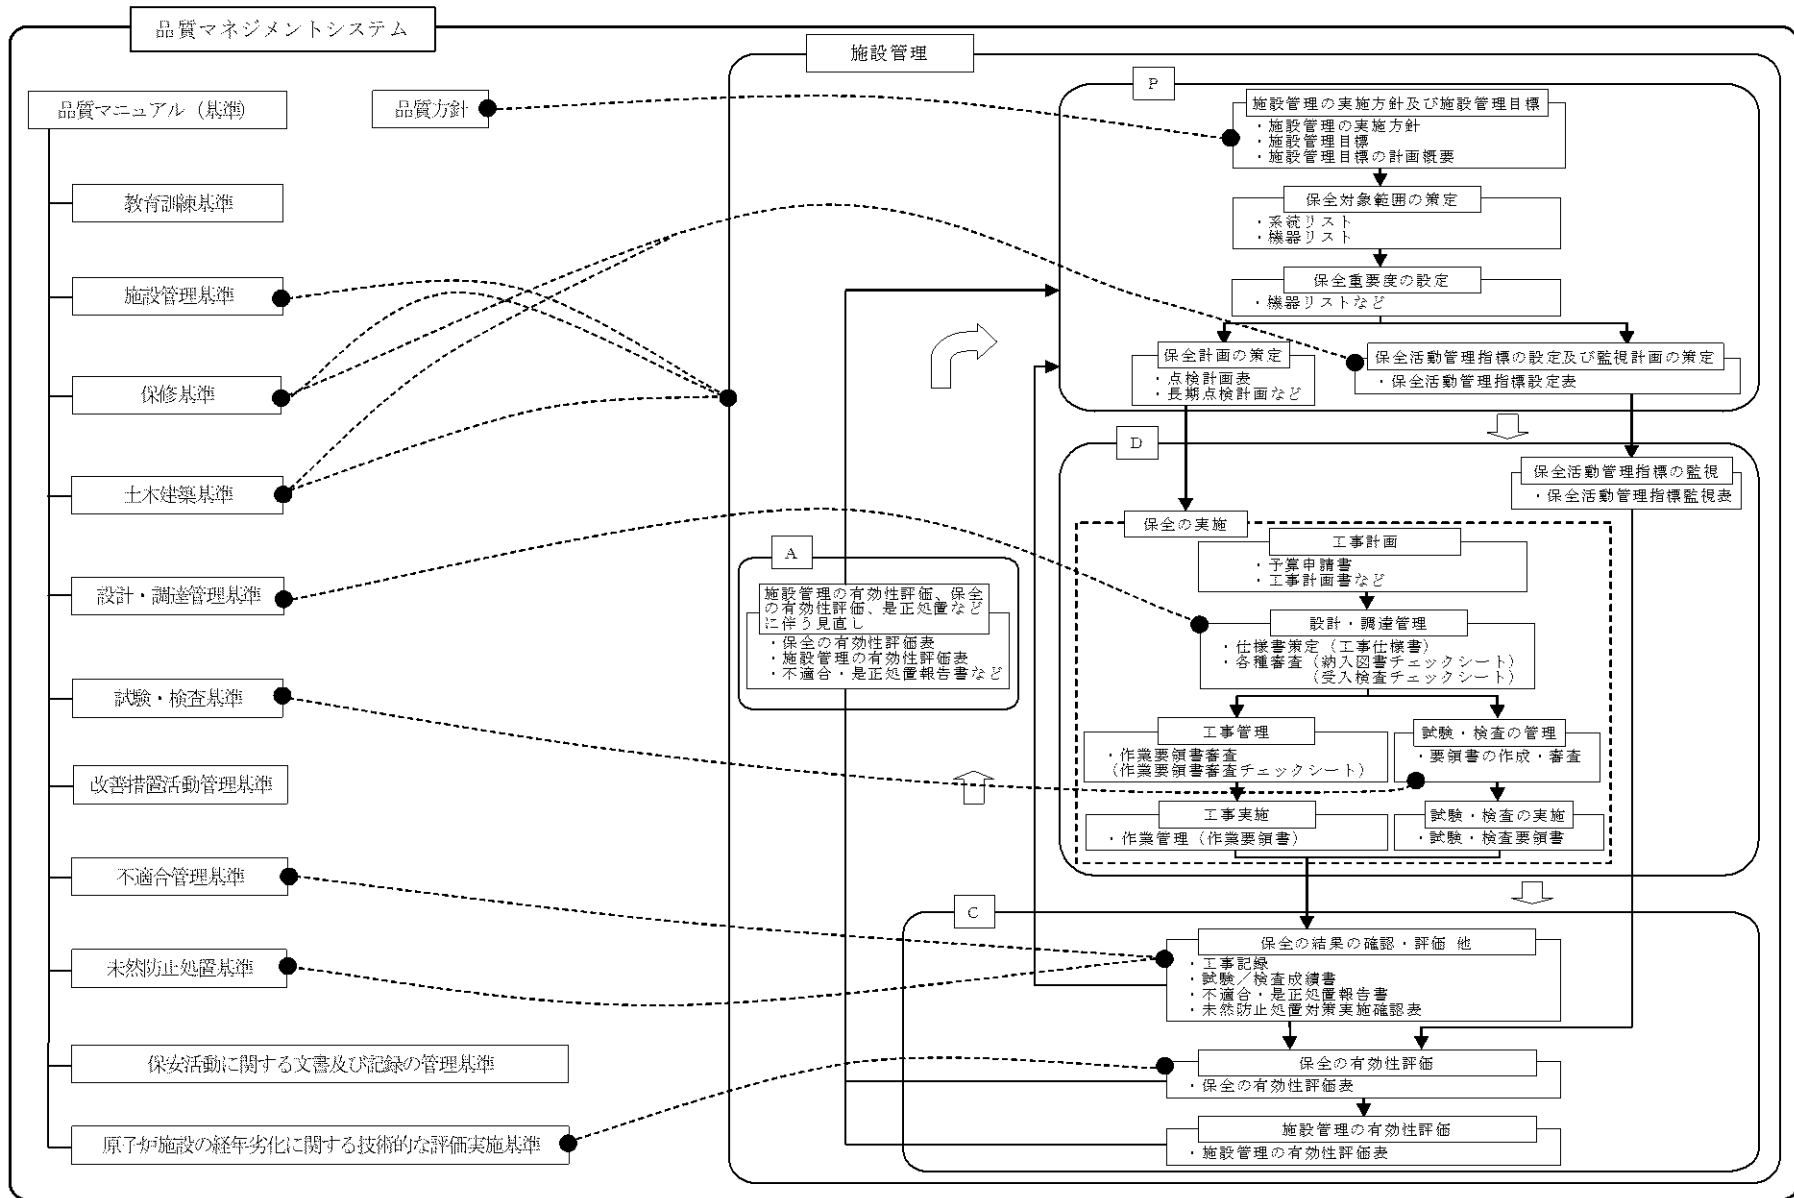 品質マネジメントシステム
品質マニュアル（基準）
品質方針
教育訓練基準
施設管理基準
保修基準
土木建築基準
設計・調達管理基準
試験・検査基準
改善措置活動管理基準
不適合管理基準
未然防止処置基準
保安活動に関する文書及び記録の管理基準
原子炉施設の経年劣化に関する技術的な評価実施基準
施設管理
P
施設管理の実施方針及び施設管理目標
・施設管理の実施方針
・施設管理目標
・施設管理目標の計画概要
保全対象範囲の策定
・系統リスト
・機器リスト
保全重要度の設定
・機器リストなど
保全計画の策定
・点検計画表
・長期点検計画など
保全活動管理指標の設定及び監視計画の策定
・保全活動管理指標設定表
D
保全活動管理指標の監視
・保全活動管理指標監視表
保全の実施
工事計画
・予算申請書
・工事計画書など
設計・調達管理
・仕様書策定（工事仕様書）
・各種審査（納入図書チェックシート）
（受入検査チェックシート）
工事管理
・作業要領書審査
（作業要領書審査チェックシート）
試験・検査の管理
・要領書の作成・審査
工事実施
・作業管理（作業要領書）
試験・検査の実施
・試験・検査要領書
A
施設管理の有効性評価、保全
の有効性評価、是正処置など
に伴う見直し
・保全の有効性評価表
・施設管理の有効性評価表
・不適合・是正処置報告書など
C
保全の結果の確認・評価 他
・工事記録
・試験／検査成績書
・不適合・是正処置報告書
・未然防止処置対策実施確認表
保全の有効性評価
・保全の有効性評価表
施設管理の有効性評価
・施設管理の有効性評価表